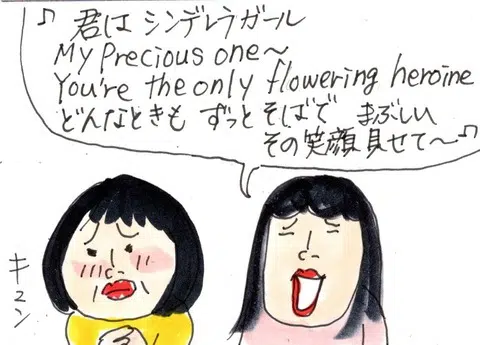 ♪ 君は シンデレラガール
My Precious one〜
You're the only flowering heroine
どんなときも ずっと そばで まぶしい
その笑顔 見せて〜♪
キュン